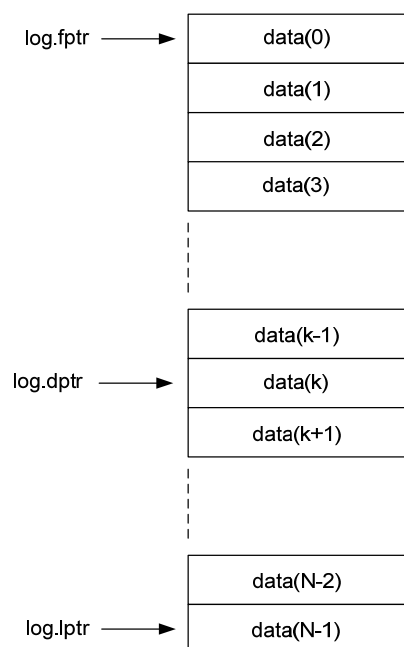 log.fptr data(0)
data(1)
data(2)
data(3)
data(k-1)
log.dptr data(k)
data(k+1)
data(N-2)
log.lptr data(N-1)